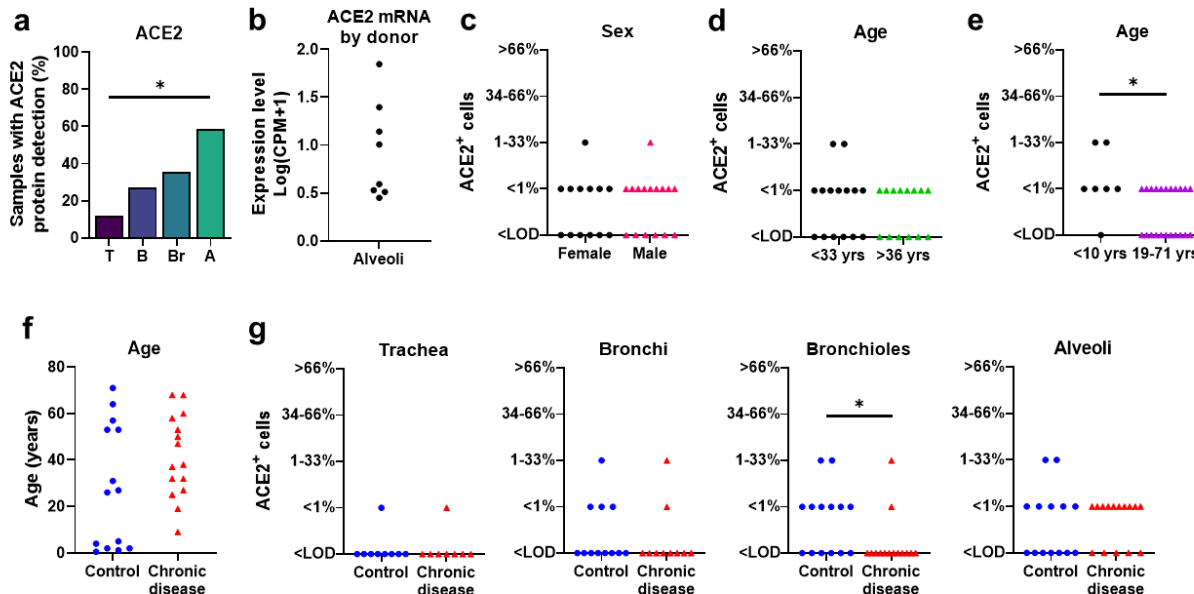 a
ACE2
Samples with ACE2
protein detection (%)
100
80
60
40
20
0
*
T B Br A
b
ACE2 mRNA
by donor
Expression level
Log(CPM+1)
2.0
1.5
1.0
0.5
0.0
Alveoli
c
Sex
ACE2+ cells
>66%
34-66%
1-33%
<1%
<LOD
Female Male
d
Age
ACE2+ cells
>66%
34-66%
1-33%
<1%
<LOD
<33 yrs >36 yrs
e
Age
ACE2+ cells
>66%
34-66%
1-33%
<1%
<LOD
*
<10 yrs 19-71 yrs
f
Age
Age (years)
80
60
40
20
0
Control Chronic
disease
g
Trachea
ACE2+ cells
>66%
34-66%
1-33%
<1%
<LOD
Control Chronic
disease
Bronchi
>66%
34-66%
1-33%
<1%
<LOD
Control Chronic
disease
Bronchioles
>66%
34-66%
1-33%
<1%
<LOD
*
Control Chronic
disease
Alveoli
>66%
34-66%
1-33%
<1%
<LOD
Control Chronic
disease